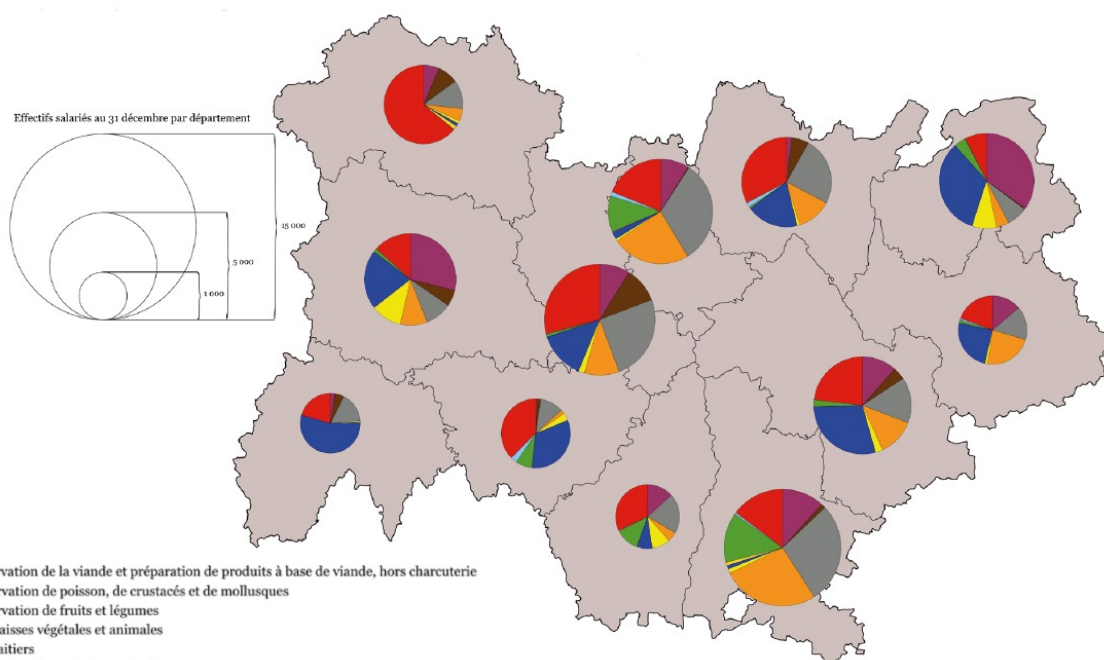 Effectifs salariés au 31 décembre par département
15 000
5 000
1 000
vation de la viande et préparation de produits à base de viande, hors charcuterie
rvation de poisson, de crustacés et de mollusques
rvation de fruits et légumes
aisses végétales et animales
aitiers